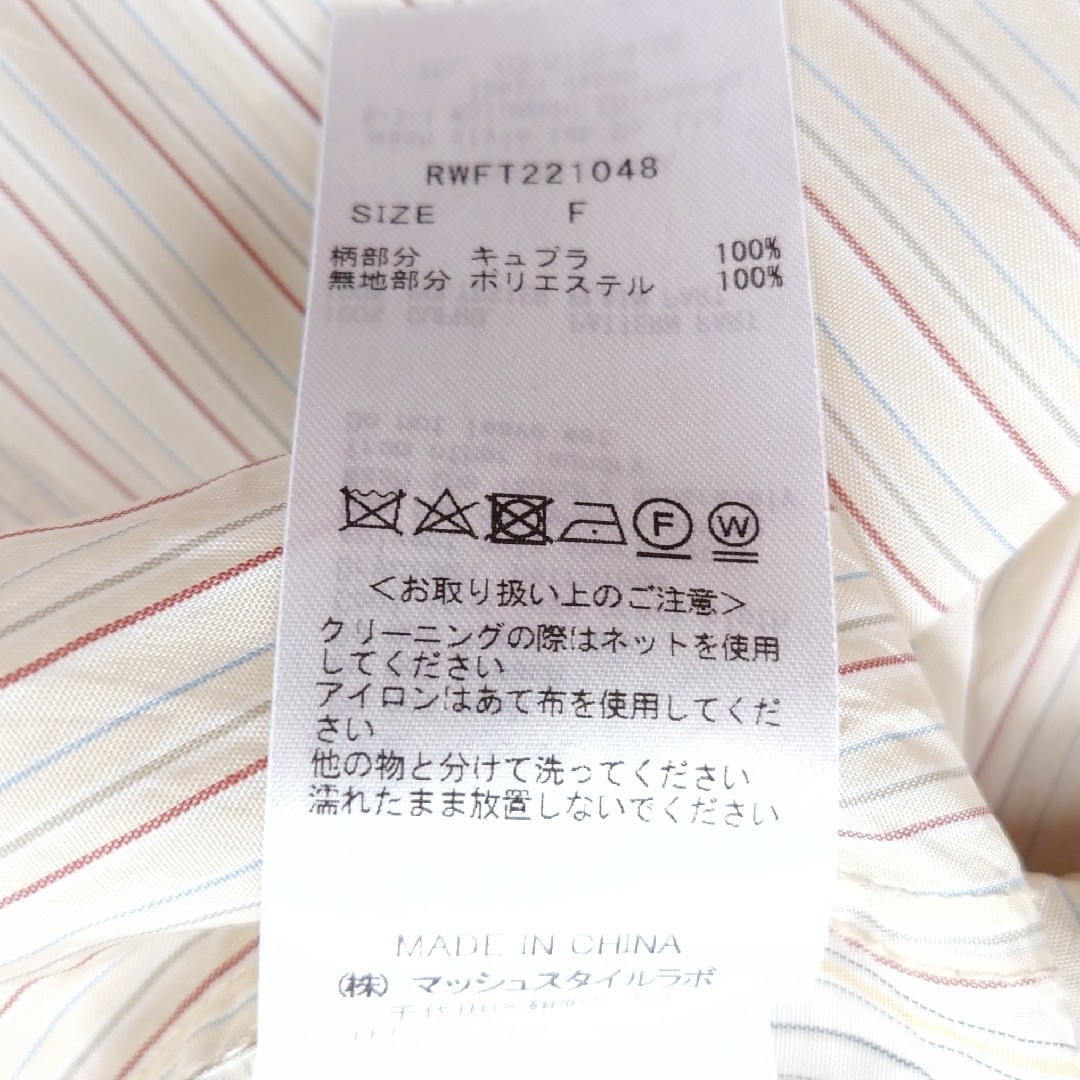 RWFT221048
SIZE F
柄部分 キュプラ 100%
無地部分 ポリエステル 100%
F W
<お取り扱い上のご注意>
クリーニングの際はネットを使用
してください
アイロンはあて布を使用してくだ
さい
他の物と分けて洗ってください
濡れたまま放置しないでください
MADE IN CHINA
(株) マッシュスタイルラボ